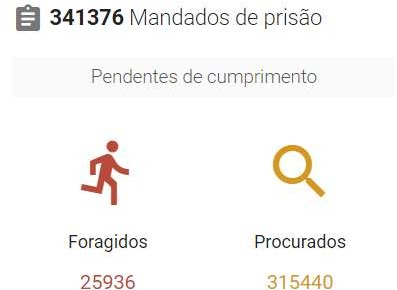 341376 Mandados de prisão
Pendentes de cumprimento
Foragidos
Procurados
25936
315440